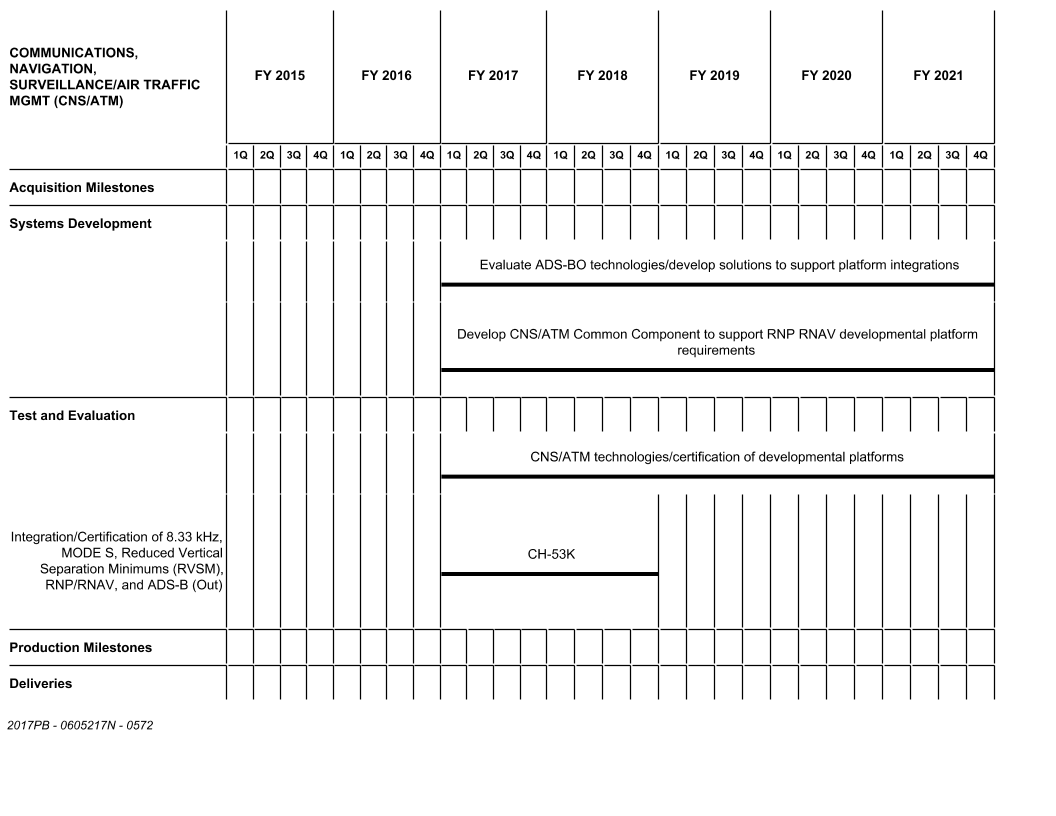 COMMUNICATIONS,
NAVIGATION,
SURVEILLANCE/AIR TRAFFIC
MGMT (CNS/ATM)
FY 2015 FY 2016 FY 2017 FY 2018 FY 2019 FY 2020 FY 2021
1Q 2Q 3Q 4Q 1Q 2Q 3Q 4Q 1Q 2Q 3Q 4Q 1Q 2Q 3Q 4Q 1Q 2Q 3Q 4Q 1Q 2Q 3Q 4Q 1Q 2Q 3Q 4Q
Acquisition Milestones
Systems Development
Evaluate ADS-BO technologies/develop solutions to support platform integrations
Develop CNS/ATM Common Component to support RNP RNAV developmental platform
requirements
Test and Evaluation
CNS/ATM technologies/certification of developmental platforms
Integration/Certification of 8.33 kHz,
MODE S, Reduced Vertical
Separation Minimums (RVSM),
RNP/RNAV, and ADS-B (Out)
CH-53K
Production Milestones
Deliveries
2017PB - 0605217N - 0572